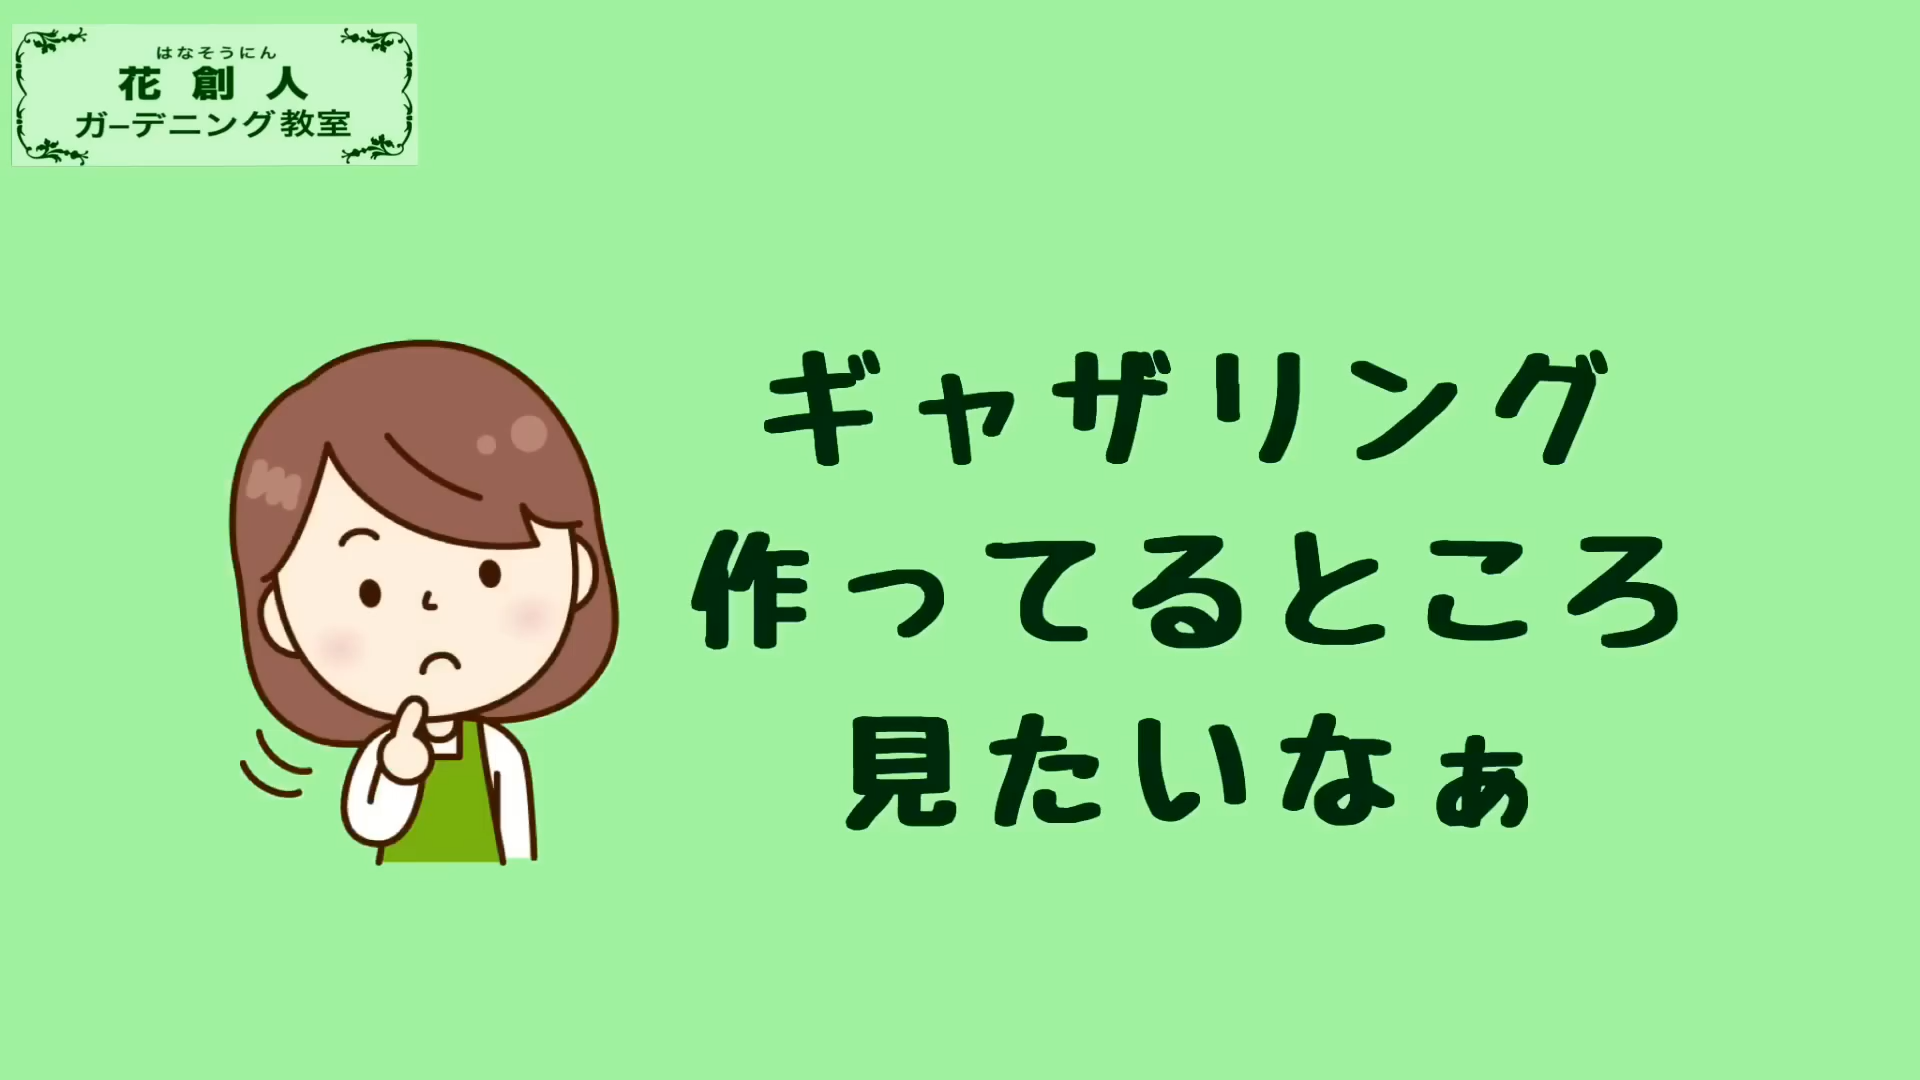 はなそうにん
花創人
ガーデニング教室
ギャザリング
作ってるところ
見たいなぁ